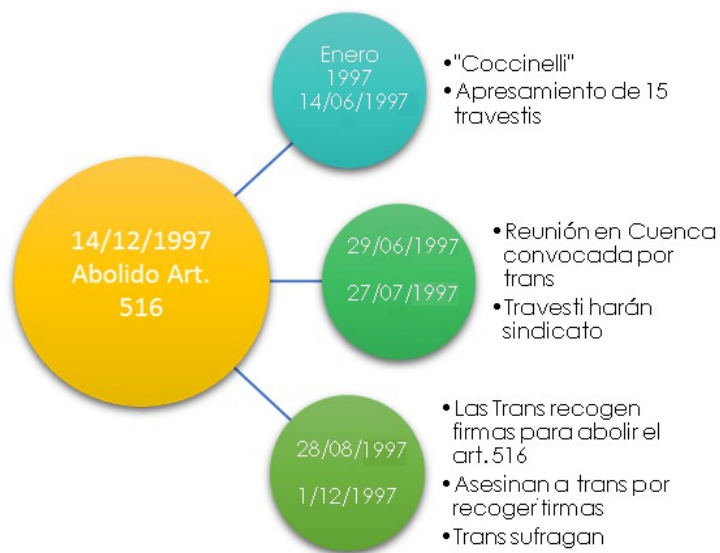 Enero
1997
14/06/1997
•"Coccinelli"
•Apresamiento de 15
travestis
14/12/1997
Abolido Art.
516
29/06/1997
27/07/1997
•Reunión en Cuenca
convocada por
trans
•Travesti harán
sindicato
28/08/1997
1/12/1997
•Las Trans recogen
firmas para abolir el
art.516
•Asesinan a trans por
recoger firmas
•Trans sufragan